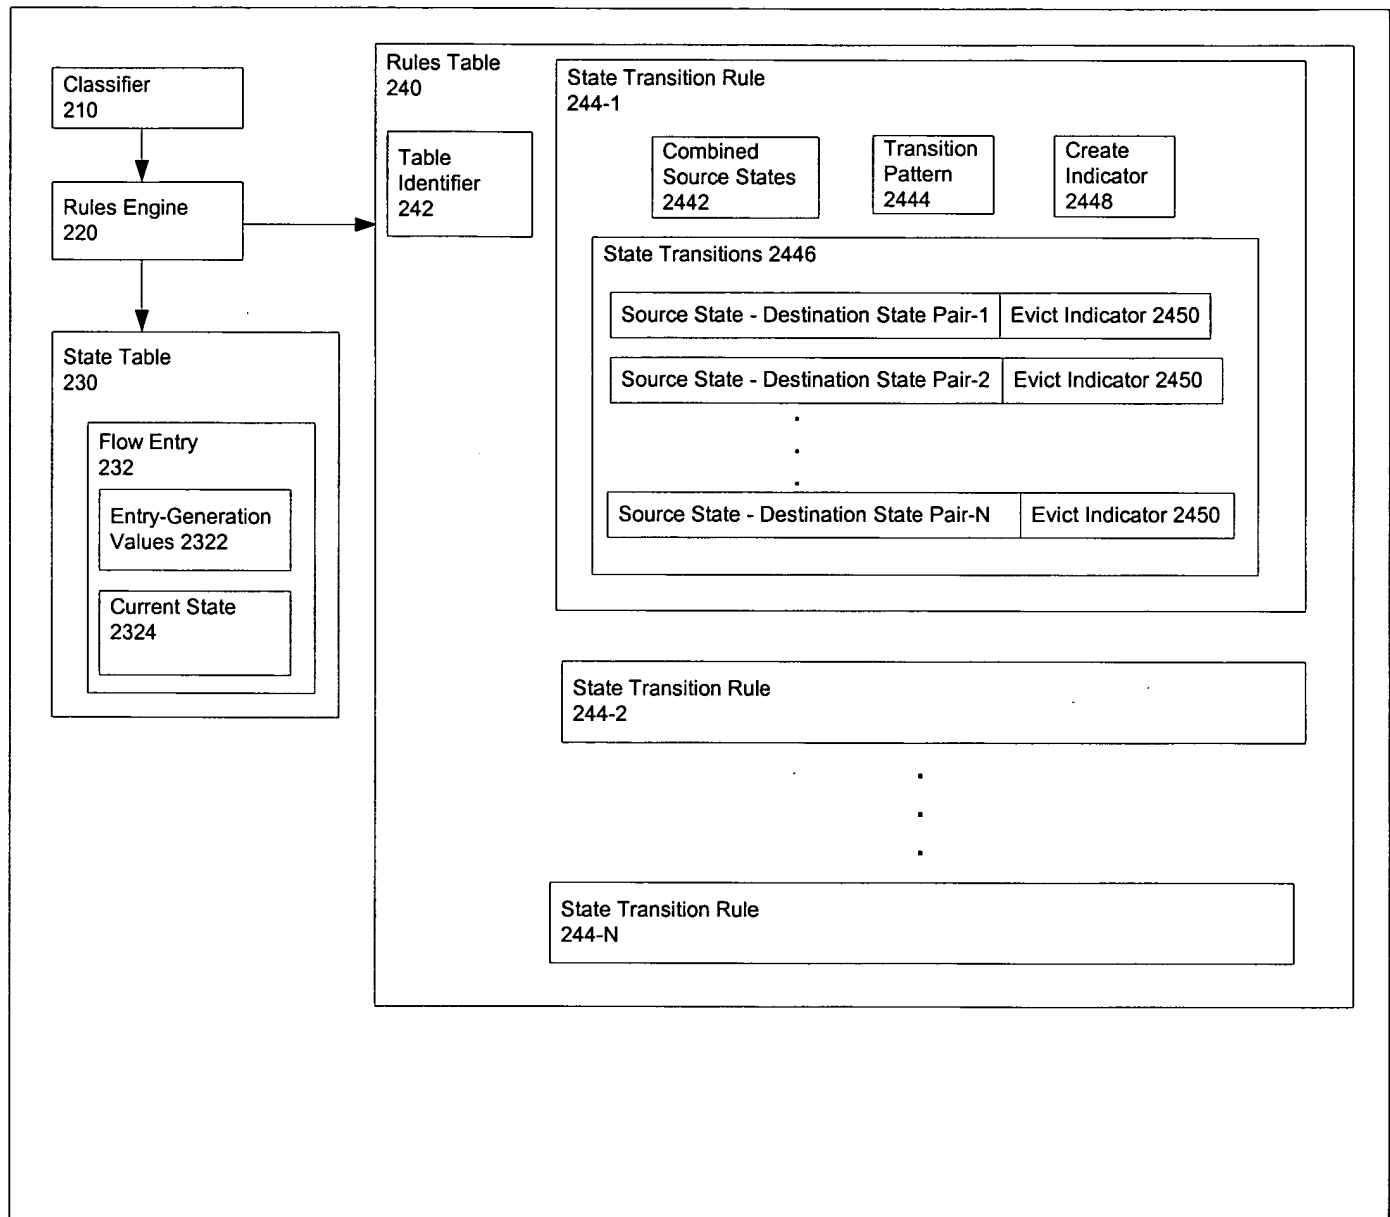 Classifier
210
Rules Engine
220
State Table
230
Flow Entry
232
Entry-Generation
Values 2322
Current State
2324
Rules Table
240
Table
Identifier
242
State Transition Rule
244-1
Combined
Source States
2442
Transition
Pattern
2444
Create
Indicator
2448
State Transitions 2446
Source State - Destination State Pair-1 Evict Indicator 2450
Source State - Destination State Pair-2 Evict Indicator 2450
Source State - Destination State Pair-N Evict Indicator 2450
State Transition Rule
244-2
State Transition Rule
244-N